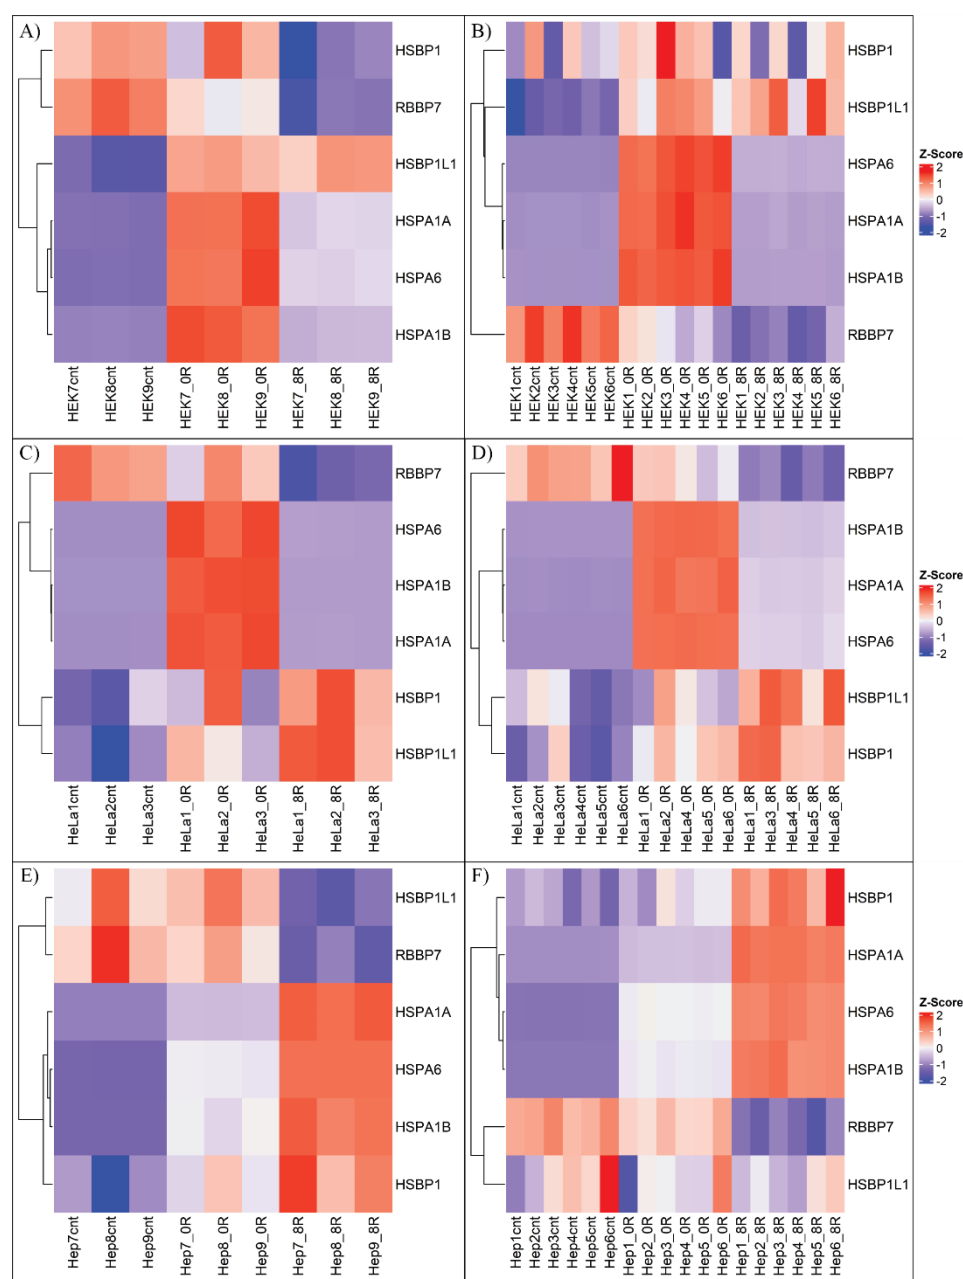 A)
HSBP1
RBBP7
HSBP1L1
HSPA1A
HSPA6
HSPA1B
HEK7cnt
HEK8cnt
HEK9cnt
HEK7_0R
HEK8_0R
HEK9_0R
HEK7_8R
HEK8_8R
HEK9_8R
B)
HSBP1
HSBP1L1
HSPA6
HSPA1A
HSPA1B
RBBP7
HEK1cnt
HEK2cnt
HEK3cnt
HEK4cnt
HEK5cnt
HEK6cnt
HEK1_0R
HEK2_0R
HEK3_0R
HEK4_0R
HEK5_0R
HEK6_0R
HEK1_8R
HEK2_8R
HEK3_8R
HEK4_8R
HEK5_8R
HEK6_8R
Z-Score
2
1
0
-1
-2
C)
RBBP7
HSPA6
HSPA1B
HSPA1A
HSBP1
HSBP1L1
HeLa1cnt
HeLa2cnt
HeLa3cnt
HeLa1_0R
HeLa2_0R
HeLa3_0R
HeLa1_8R
HeLa2_8R
HeLa3_8R
D)
RBBP7
HSPA1B
HSPA1A
HSPA6
HSBP1L1
HSBP1
HeLa1cnt
HeLa2cnt
HeLa3cnt
HeLa4cnt
HeLa5cnt
HeLa6cnt
HeLa1_0R
HeLa2_0R
HeLa4_0R
HeLa5_0R
HeLa6_0R
HeLa1_8R
HeLa3_8R
HeLa4_8R
HeLa5_8R
HeLa6_8R
Z-Score
2
1
0
-1
-2
E)
HSBP1L1
RBBP7
HSPA1A
HSPA6
HSPA1B
HSBP1
Hep7cnt
Hep8cnt
Hep9cnt
Hep7_0R
Hep8_0R
Hep9_0R
Hep7_8R
Hep8_8R
Hep9_8R
F)
HSBP1
HSPA1A
HSPA6
HSPA1B
RBBP7
HSBP1L1
Hep1cnt
Hep2cnt
Hep3cnt
Hep4cnt
Hep5cnt
Hep6cnt
Hep1_0R
Hep2_0R
Hep3_0R
Hep4_0R
Hep5_0R
Hep6_0R
Hep1_8R
Hep2_8R
Hep3_8R
Hep4_8R
Hep5_8R
Hep6_8R
Z-Score
2
1
0
-1
-2